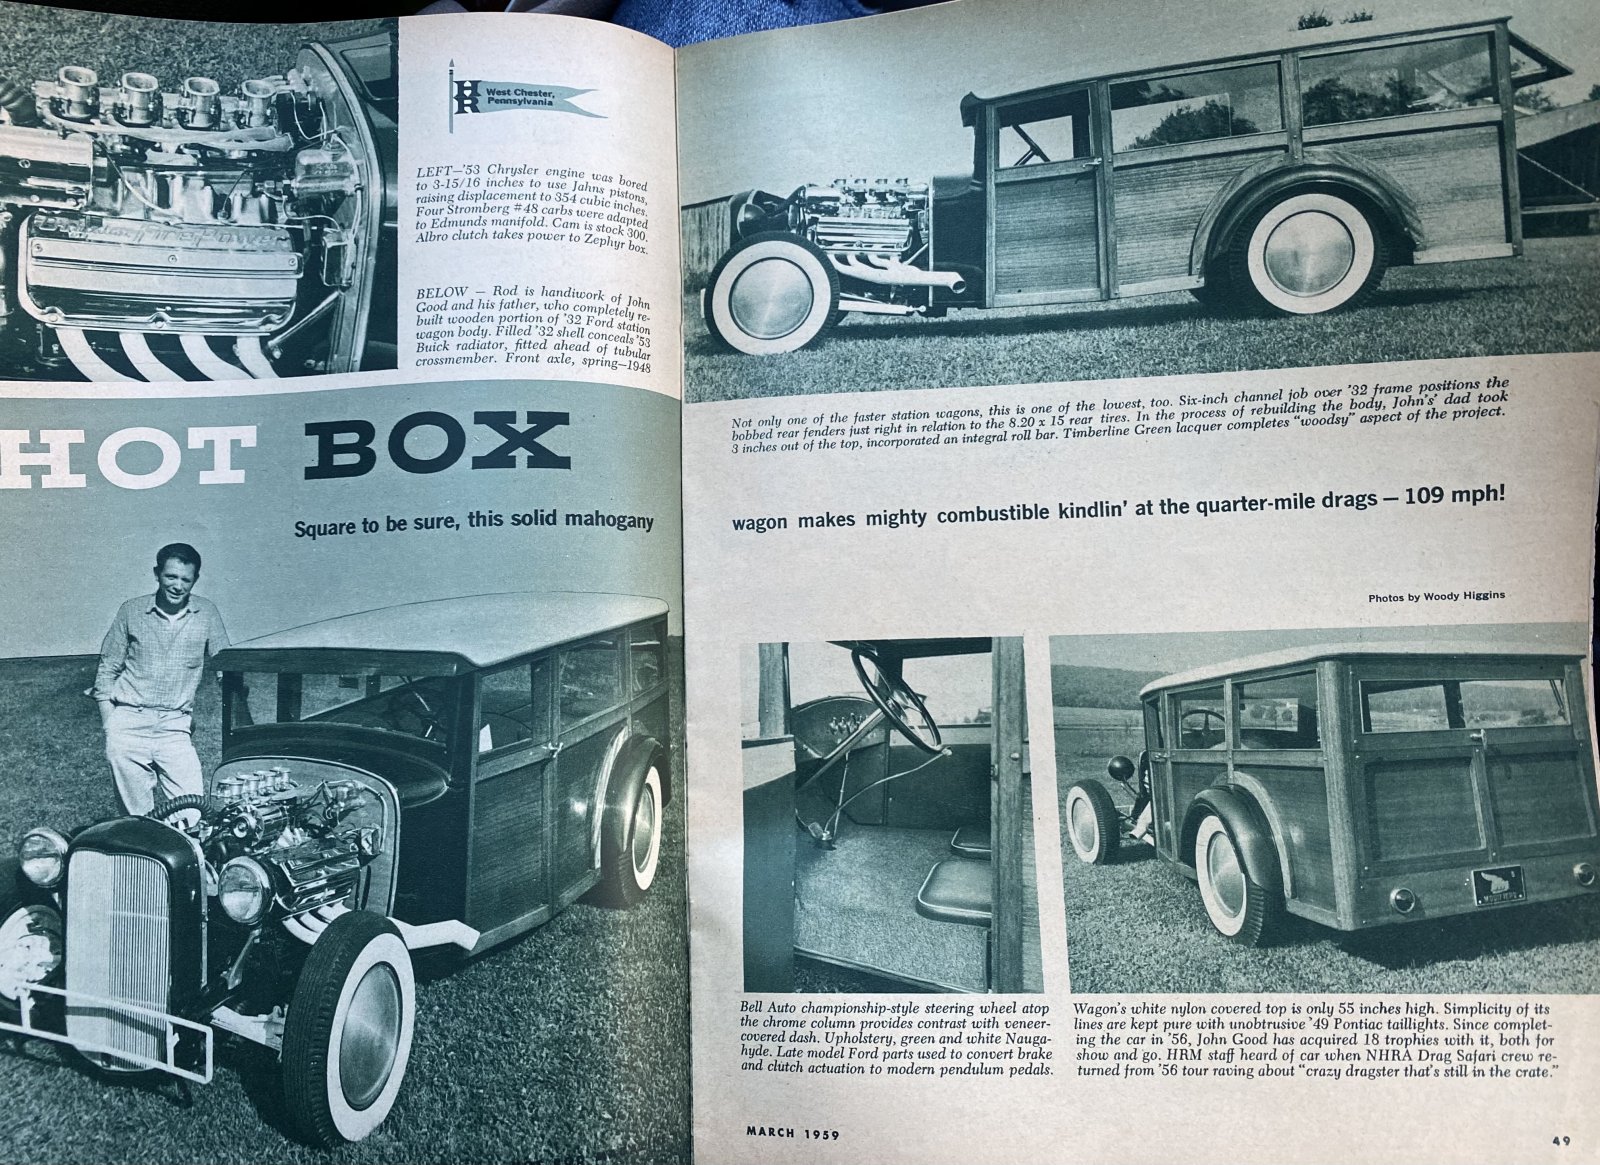 HR
West Chester,
Pennsylvania
LEFT—'53 Chrysler engine was bored
to 3-15/16 inches to use Jahns pistons,
raising displacement to 354 cubic inches.
Four Stromberg #48 carbs were adapted
to Edmunds manifold. Cam is stock 300.
Albro clutch takes power to Zephyr box.
BELOW — Rod is handiwork of John
Good and his father, who completely re-
built wooden portion of '32 Ford station
wagon body. Filled '32 shell conceals '53
Buick radiator, fitted ahead of tubular
crossmember. Front axle, spring—1948
HOT BOX
Square to be sure, this solid mahogany
Not only one of the faster station wagons, this is one of the lowest, too. Six-inch channel job over '32 frame positions the
bobbed rear fenders just right in relation to the 8.20 x 15 rear tires. In the process of rebuilding the body, John's' dad took
3 inches out of the top, incorporated an integral roll bar. Timberline Green lacquer completes "woodsy" aspect of the project.
wagon makes mighty combustible kindlin' at the quarter-mile drags — 109 mph!
Photos by Woody Higgins
Bell Auto championship-style steering wheel atop
the chrome column provides contrast with veneer-
covered dash. Upholstery, green and white Nauga-
hyde. Late model Ford parts used to convert brake
and clutch actuation to modern pendulum pedals.
Wagon's white nylon covered top is only 55 inches high. Simplicity of its
lines are kept pure with unobtrusive '49 Pontiac taillights. Since complet-
ing the car in '56, John Good has acquired 18 trophies with it, both for
show and go. HRM staff heard of car when NHRA Drag Safari crew re-
turned from '56 tour raving about "crazy dragster that's still in the crate."
MARCH 1959
49